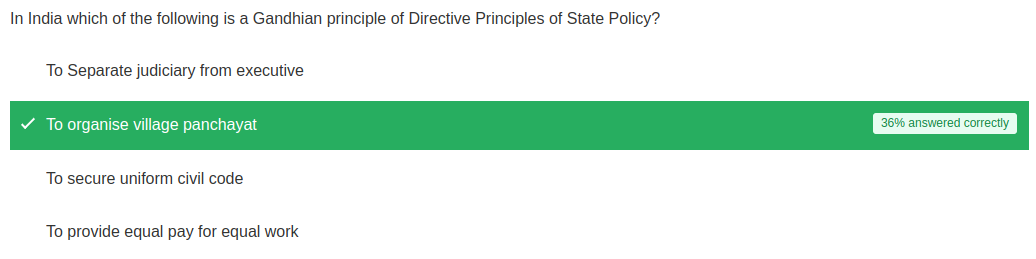 In India which of the following is a Gandhian principle of Directive Principles of State Policy?
To Separate judiciary from executive
To organise village panchayat
36% answered correctly
To secure uniform civil code
To provide equal pay for equal work